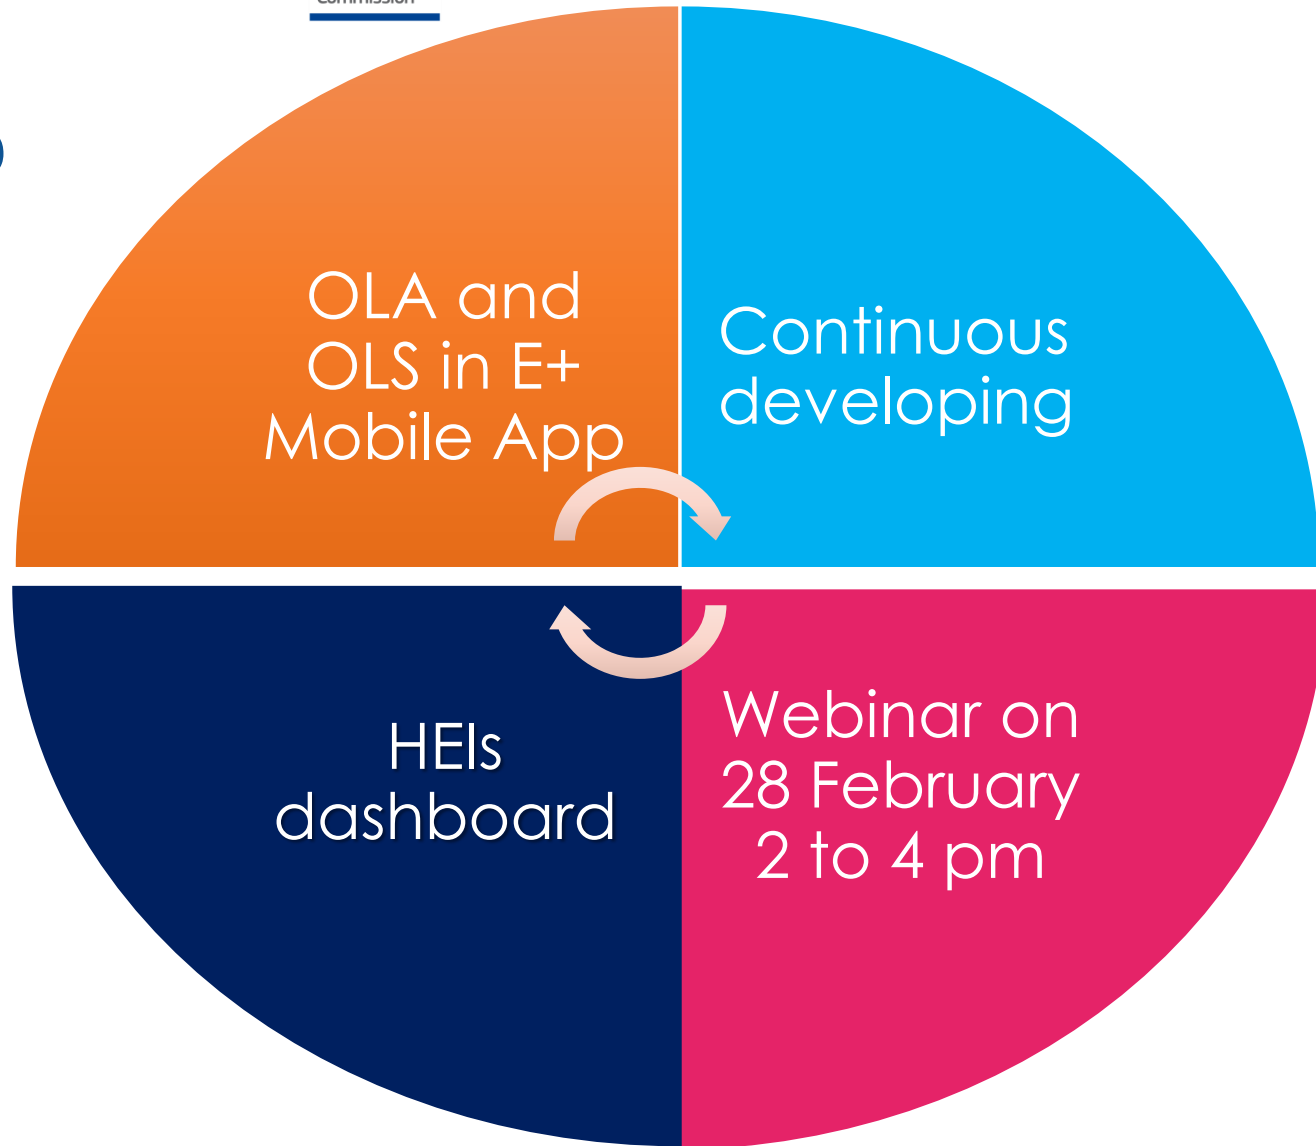 OLA and
OLS in E+
Mobile App
Continuous
developing
HEIs
dashboard
Webinar on
28 February
2 to 4 pm